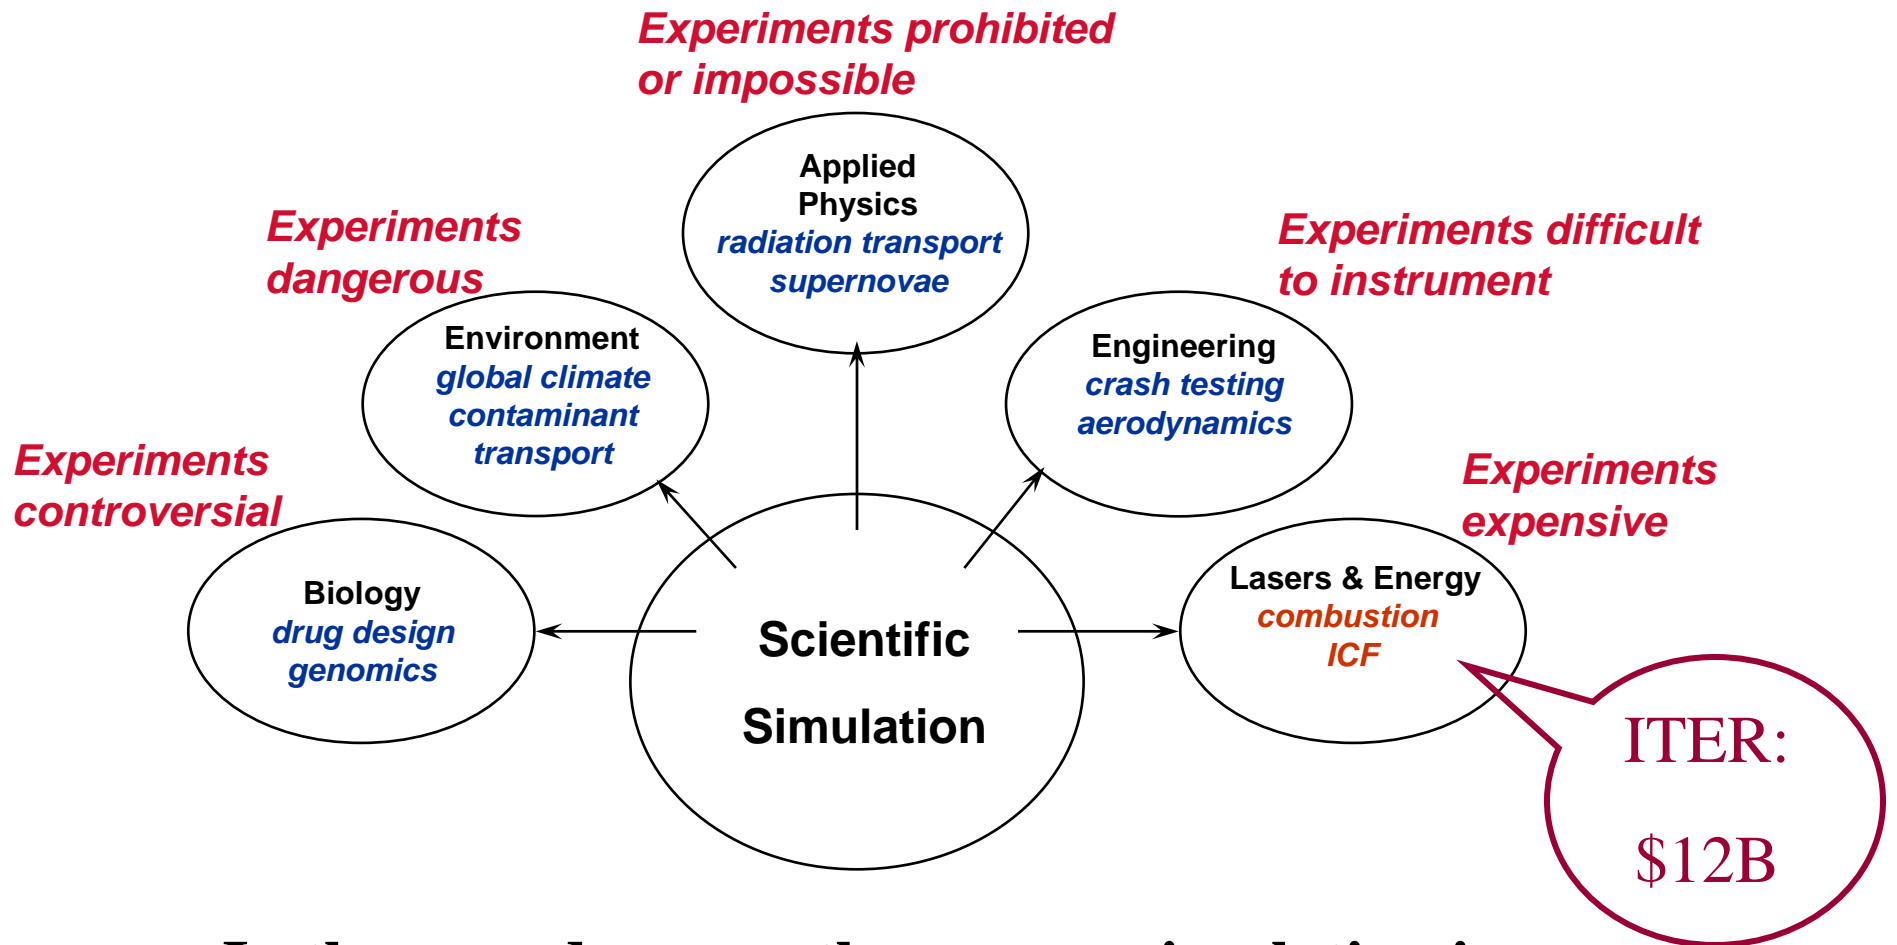 Experiments prohibited
or impossible
Applied
Physics
radiation transport
supernovae
Experiments
dangerous
Experiments difficult
to instrument
Environment
global climate
contaminant
transport
Engineering
crash testing
aerodynamics
Experiments
controversial
Experiments
expensive
Biology
drug design
genomics
Scientific
Simulation
Lasers & Energy
combustion
ICF
ITER:
$12B